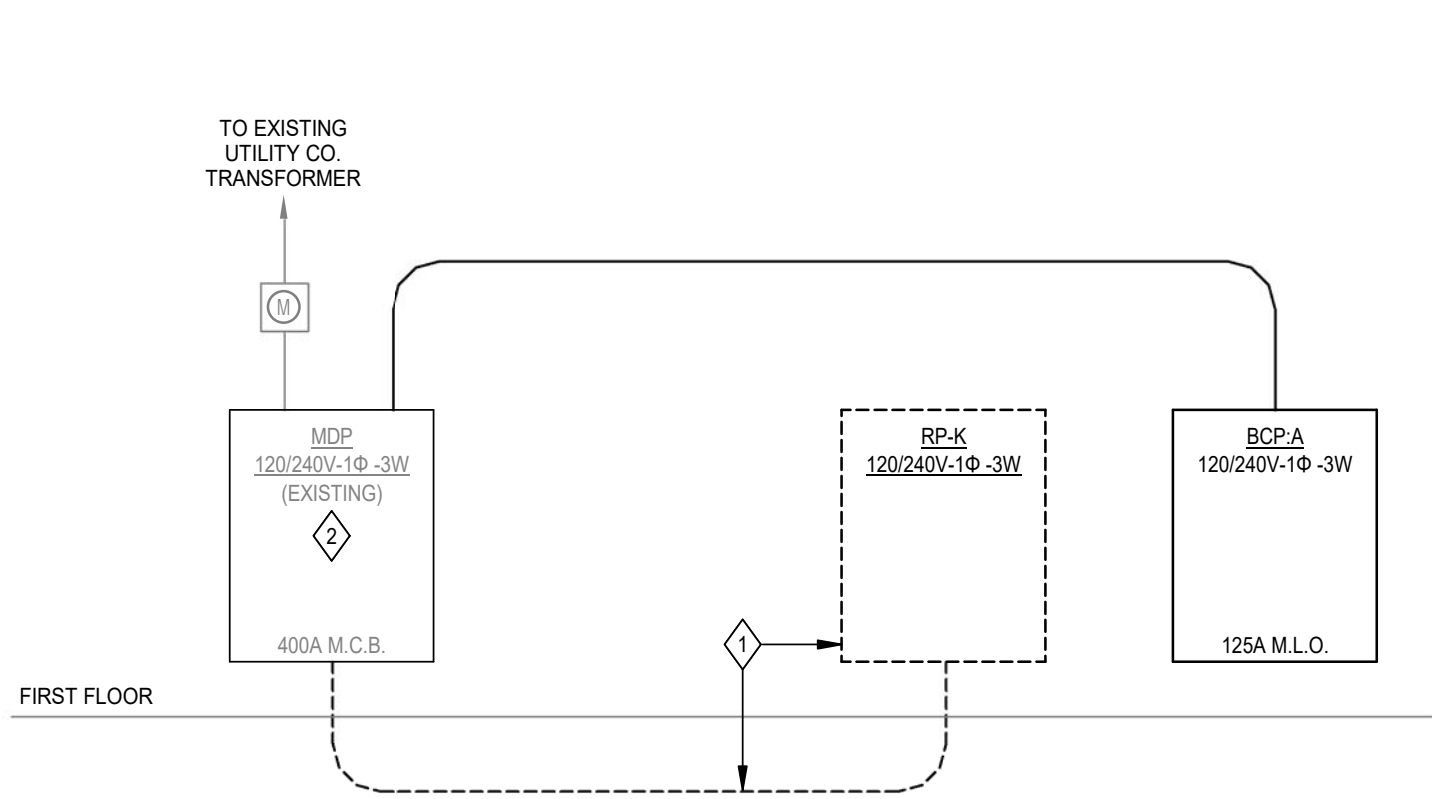 TO EXISTING
UTILITY CO.
TRANSFORMER
M
MDP
120/240V-1Φ -3W
(EXISTING)
2
400A M.C.B.
RP-K
120/240V-1Φ -3W
1
BCP:A
120/240V-1Φ -3W
125A M.L.O.
FIRST FLOOR